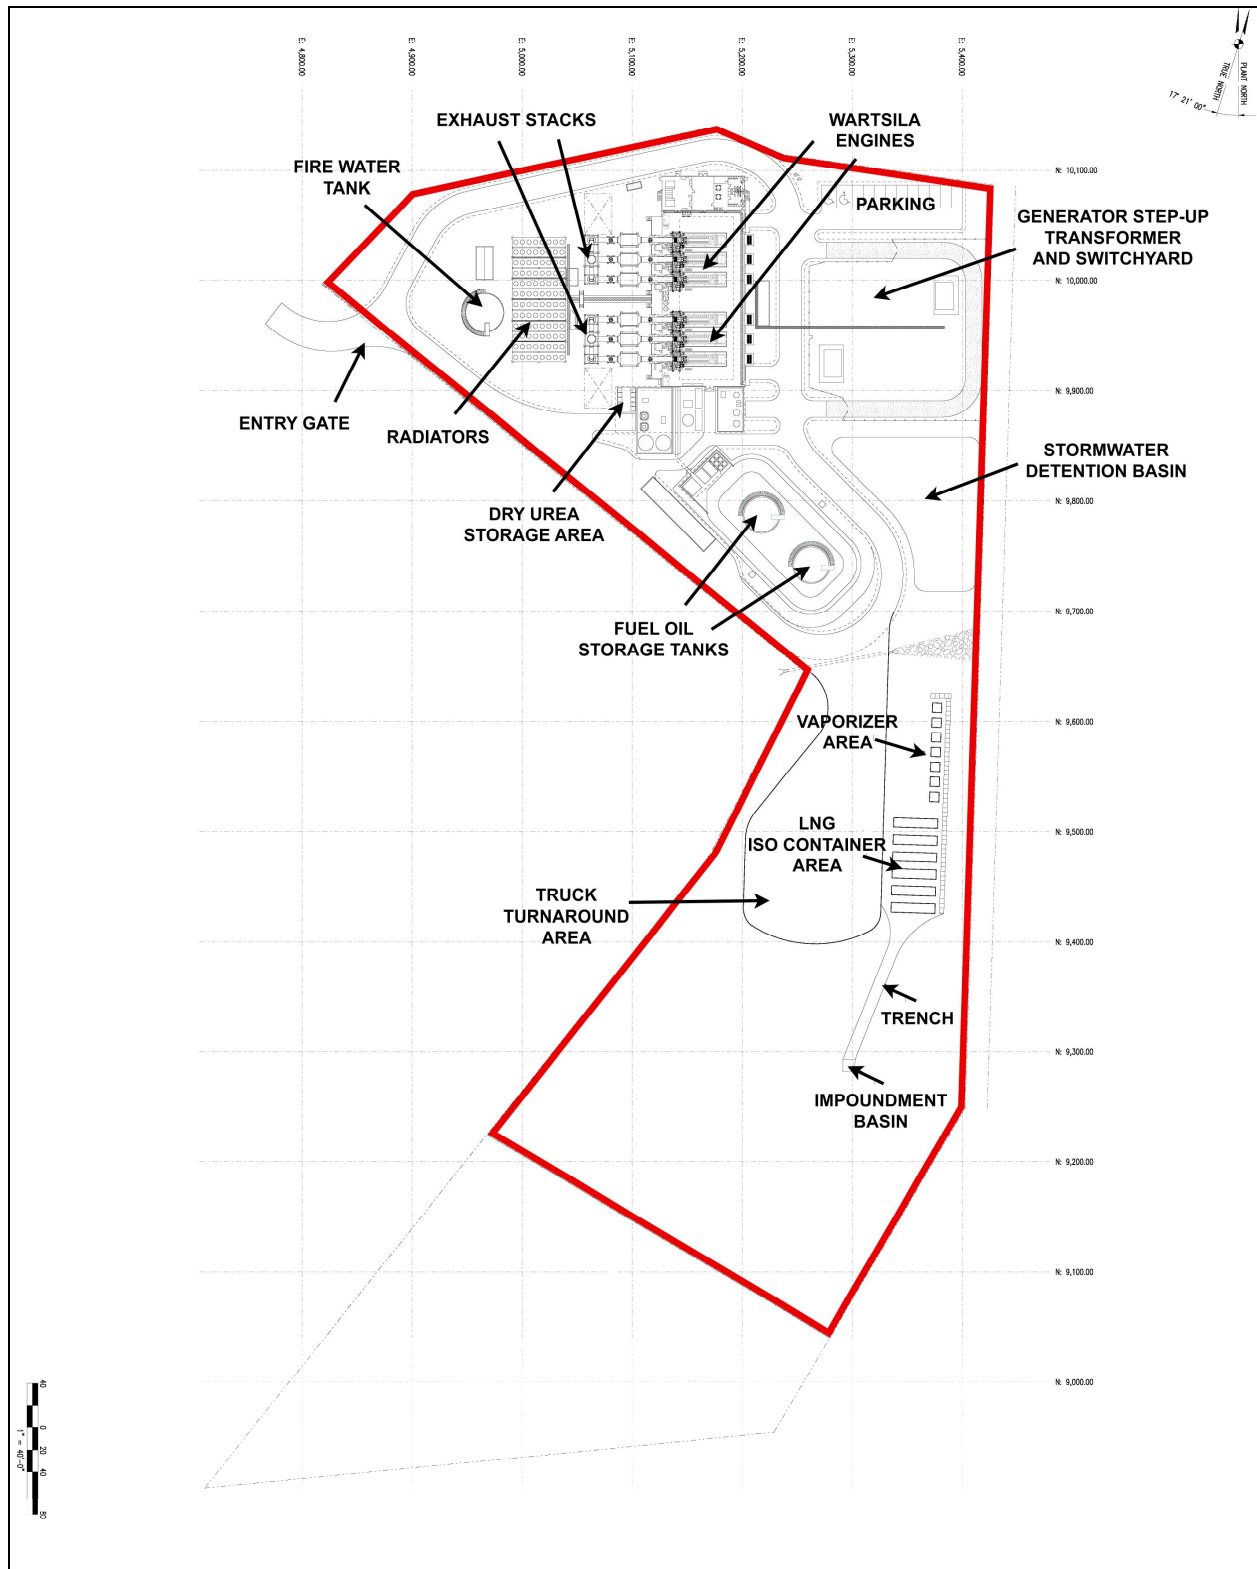 PLANT NORTH
TRUE NORTH
17° 21' 00"
E: 4,800.00
E: 4,900.00
E: 5,000.00
E: 5,100.00
E: 5,200.00
E: 5,300.00
E: 5,400.00
EXHAUST STACKS
WARTSILA
ENGINES
FIRE WATER
TANK
N: 10,100.00
PARKING
GENERATOR STEP-UP
TRANSFORMER
AND SWITCHYARD
N: 10,000.00
N: 9,900.00
ENTRY GATE
RADIATORS
STORMWATER
DETENTION BASIN
N: 9,800.00
DRY UREA
STORAGE AREA
N: 9,700.00
FUEL OIL
STORAGE TANKS
N: 9,600.00
VAPORIZER
AREA
N: 9,500.00
LNG
ISO CONTAINER
AREA
TRUCK
TURNAROUND
AREA
N: 9,400.00
TRENCH
N: 9,300.00
IMPOUNDMENT
BASIN
N: 9,200.00
N: 9,100.00
N: 9,000.00
40
0
20
40
80
1" = 40'-0"